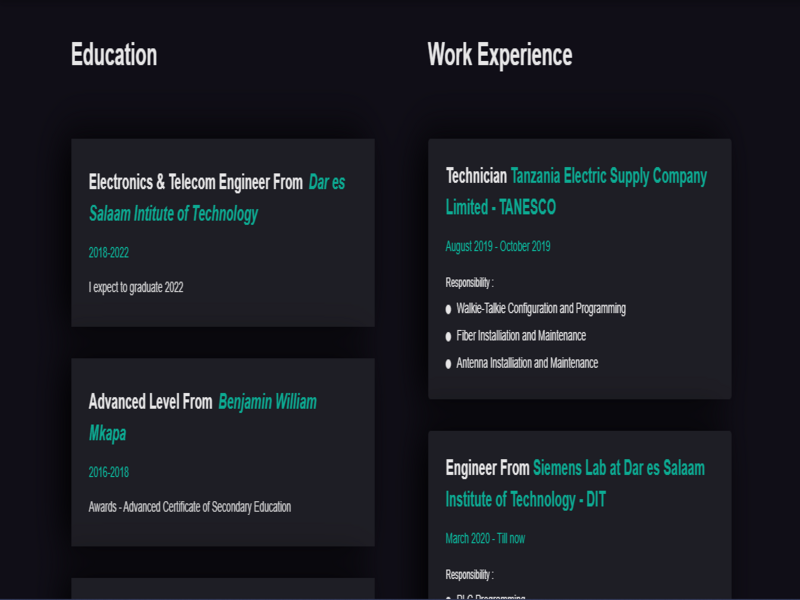 Education
Electronics & Telecom Engineer From Dar es
Salaam Intitute of Technology
2018-2022
I expect to graduate 2022
Advanced Level From Benjamin William
Mkapa
2016-2018
Awards - Advanced Certificate of Secondary Education
Work Experience
Technician Tanzania Electric Supply Company
Limited - TANESCO
August 2019 - October 2019
Responsibility :
Walkie-Talkie Configuration and Programming
Fiber Installiation and Maintenance
Antenna Installiation and Maintenance
Engineer From Siemens Lab at Dar es Salaam
Institute of Technology - DIT
March 2020 - Till now
Responsibility :
PLC Programming